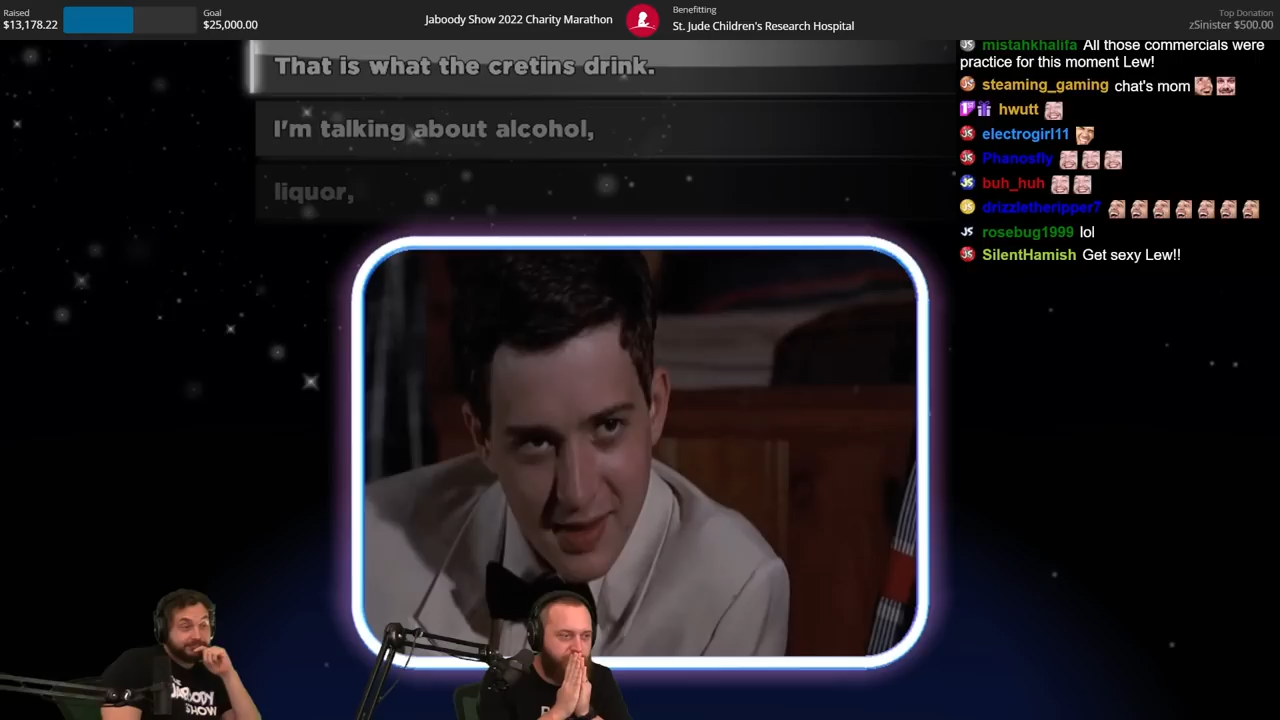 Raised
$13,178.22
Goal
$25,000.00
Jaboody Show 2022 Charity Marathon
Benefitting
St. Jude Children's Research Hospital
Top Donation
zSinister $500.00
That is what the cretins drink.
I'm talking about alcohol,
liquor,
mistahkhalifa All those commercials were
practice for this moment Lew!
steaming_gaming chat's mom
hwutt
electrogirl11
Phanosfly
buh_huh
drizzletheripper7
rosebug1999 lol
SilentHamish Get sexy Lew!!
JABODY
SHOW